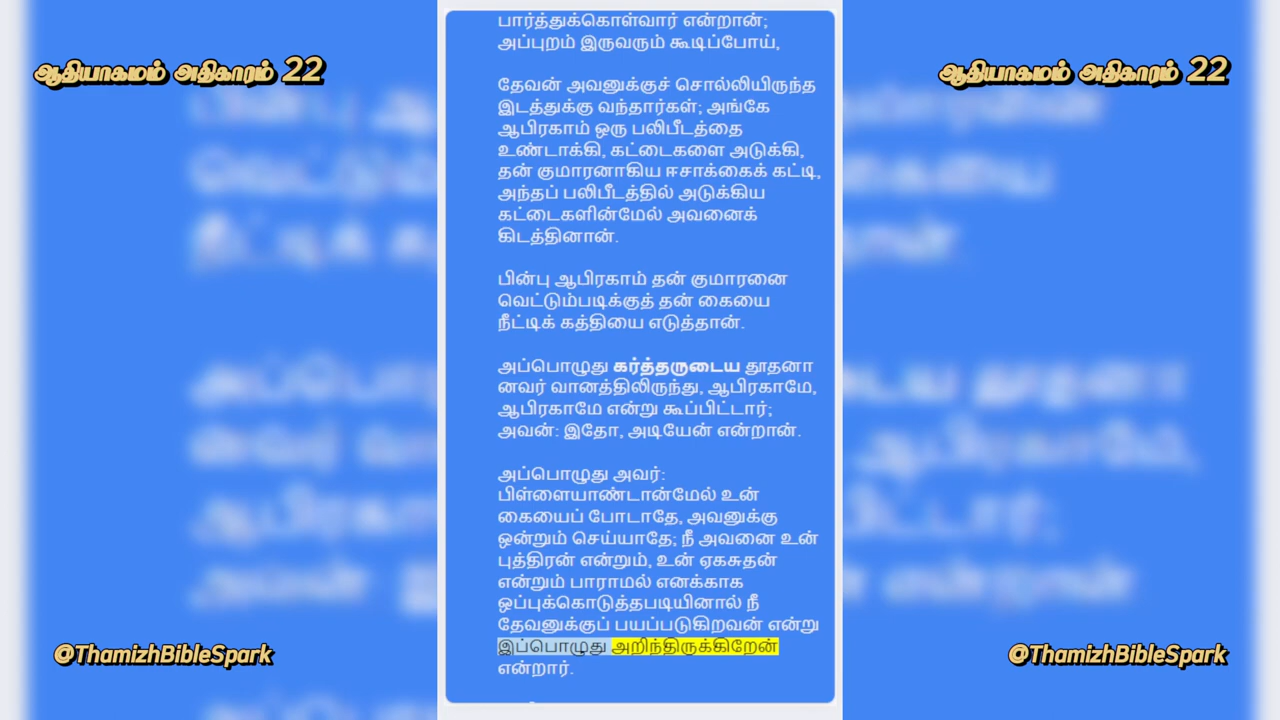 ஆதியாகமம் அதிகாரம் 22
ஆதியாகமம் அதிகாரம் 22
பார்த்துக்கொள்வார் என்றான்;
அப்புறம் இருவரும் கூடிப்போய்,
தேவன் அவனுக்குச் சொல்லியிருந்த
இடத்துக்கு வந்தார்கள்; அங்கே
ஆபிரகாம் ஒரு பலிபீடத்தை
உண்டாக்கி, கட்டைகளை அடுக்கி,
தன் குமாரனாகிய ஈசாக்கைக் கட்டி,
அந்தப் பலிபீடத்தில் அடுக்கிய
கட்டைகளின்மேல் அவனைக்
கிடத்தினான்.
பின்பு ஆபிரகாம் தன் குமாரனை
வெட்டும்படிக்குத் தன் கையை
நீட்டிக் கத்தியை எடுத்தான்.
அப்பொழுது கர்த்தருடைய தூதனா
னவர் வானத்திலிருந்து, ஆபிரகாமே,
ஆபிரகாமே என்று கூப்பிட்டார்;
அவன்: இதோ, அடியேன் என்றான்.
அப்பொழுது அவர்:
பிள்ளையாண்டான்மேல் உன்
கையைப் போடாதே, அவனுக்கு
ஒன்றும் செய்யாதே; நீ அவனை உன்
புத்திரன் என்றும், உன் ஏகசுதன்
என்றும் பாராமல் எனக்காக
ஒப்புக்கொடுத்தபடியினால் நீ
தேவனுக்குப் பயப்படுகிறவன் என்று
இப்பொழுது அறிந்திருக்கிறேன்
என்றார்.
@ThamizhBibleSpark
@ThamizhBibleSpark